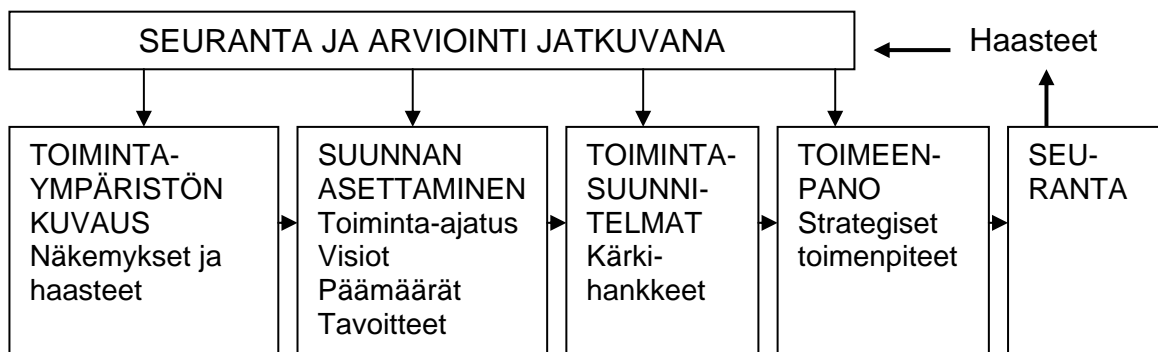 SEURANTA JA ARVIOINTI JATKUVANA
Haasteet
TOIMINTA-
YMPÄRISTÖN
KUVAUS
Näkemykset ja
haasteet
SUUNNAN
ASETTAMINEN
Toiminta-ajatus
Visiot
Päämäärät
Tavoitteet
TOIMINTA-
SUUNNI-
TELMAT
Kärki-
hankkeet
TOIMEEN-
PANO
Strategiset
toimenpiteet
SEU-
RANTA